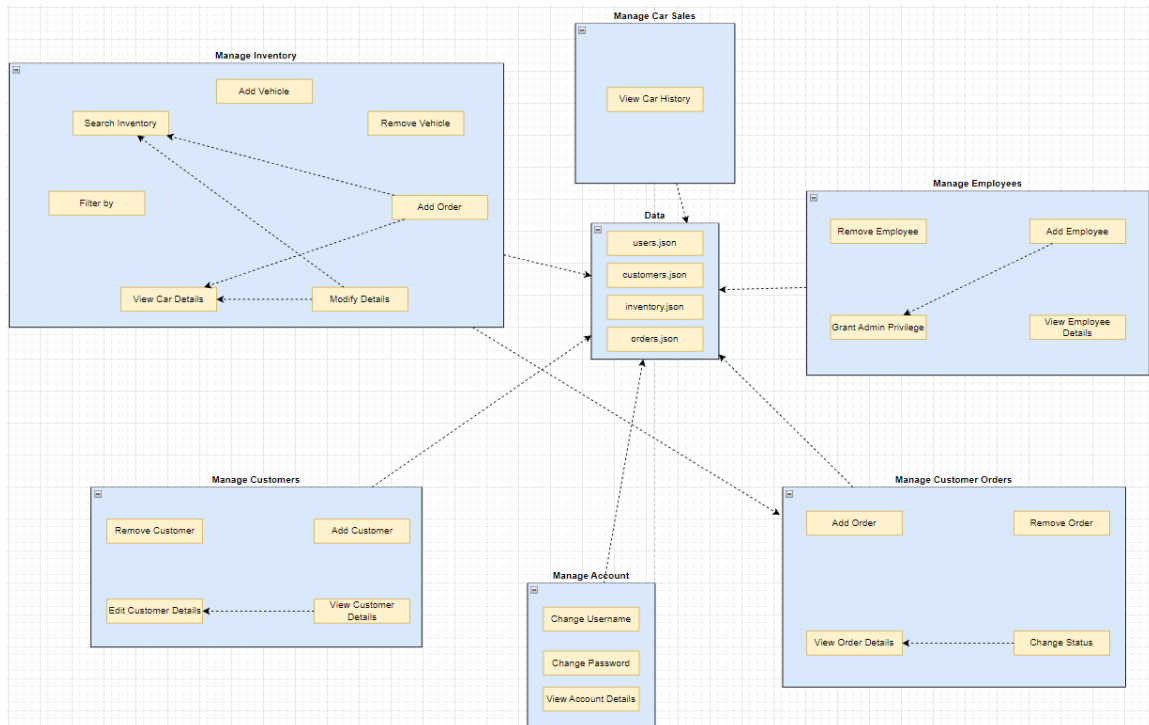 Manage Car Sales
View Car History
Manage Inventory
Add Vehicle
Search Inventory
Remove Vehicle
Filter by
Add Order
View Car Details
Modify Details
Data
users.json
customers.json
inventory.json
orders.json
Manage Employees
Remove Employee
Add Employee
Grant Admin Privilege
View Employee
Details
Manage Customers
Remove Customer
Add Customer
Edit Customer Details
View Customer
Details
Manage Account
Change Username
Change Password
View Account Details
Manage Customer Orders
Add Order
Remove Order
View Order Details
Change Status